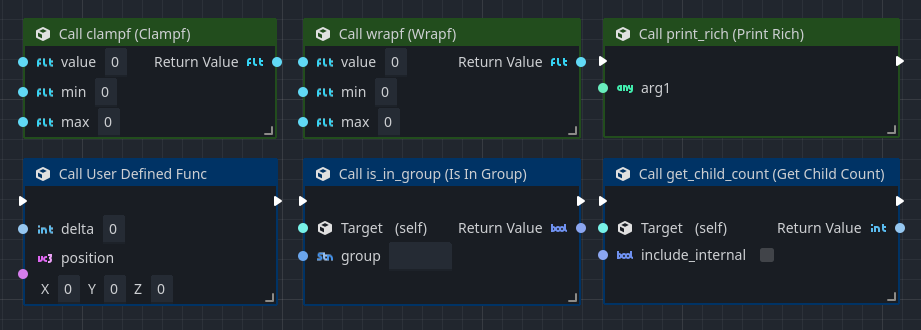 Call clampf (Clampf)
Flt value 0 Return Value Flt
Flt min 0
Flt max 0
Call wrapf (Wrapf)
Flt value 0 Return Value Flt
Flt min 0
Flt max 0
Call print_rich (Print Rich)
any arg1
Call User Defined Func
int delta 0
vc3 position
X 0 Y 0 Z 0
Call is_in_group (Is In Group)
Target (self) Return Value bool
Stn group
Call get_child_count (Get Child Count)
Target (self) Return Value int
bool include_internal